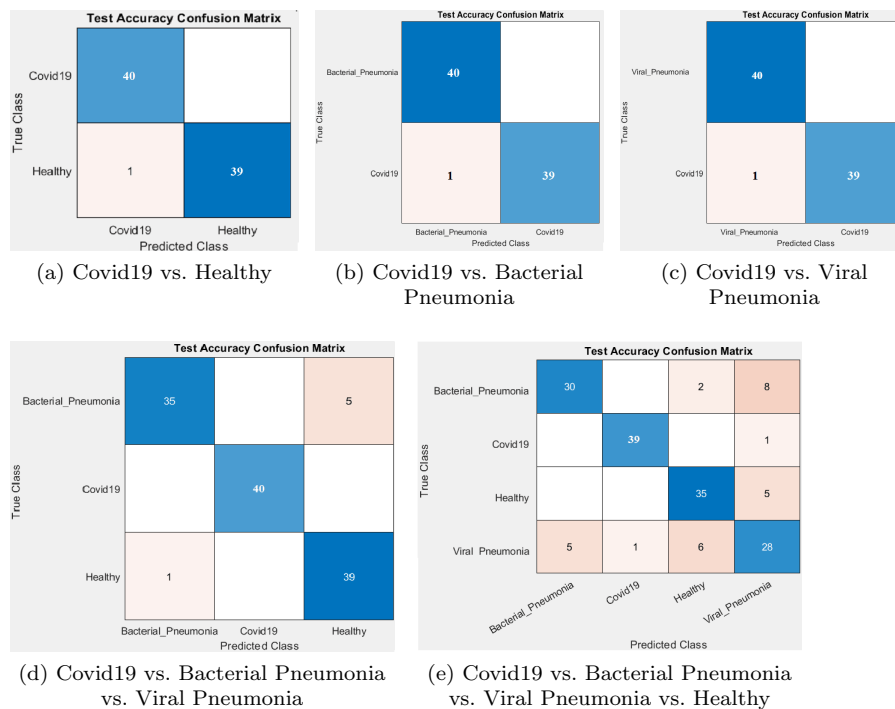 Test Accuracy Confusion Matrix
True Class
Covid19
40
Healthy
1
39
Covid19
Healthy
Predicted Class
(a) Covid19 vs. Healthy
Test Accuracy Confusion Matrix
True Class
Bacterial_Pneumonia
40
Covid19
1
39
Bacterial_Pneumonia
Covid19
Predicted Class
(b) Covid19 vs. Bacterial
Pneumonia
Test Accuracy Confusion Matrix
True Class
Viral_Pneumonia
40
Covid19
1
39
Viral_Pneumonia
Covid19
Predicted Class
(c) Covid19 vs. Viral
Pneumonia
Test Accuracy Confusion Matrix
True Class
Bacterial_Pneumonia
35
5
Covid19
40
Healthy
1
39
Bacterial_Pneumonia
Covid19
Healthy
Predicted Class
(d) Covid19 vs. Bacterial Pneumonia
vs. Viral Pneumonia
Test Accuracy Confusion Matrix
True Class
Bacterial_Pneumonia
30
2
8
Covid19
39
1
Healthy
35
5
Viral Pneumonia
5
1
6
28
Bacterial_Pneumonia
Covid19
Healthy
Viral_Pneumonia
Predicted Class
(e) Covid19 vs. Bacterial Pneumonia
vs. Viral Pneumonia vs. Healthy